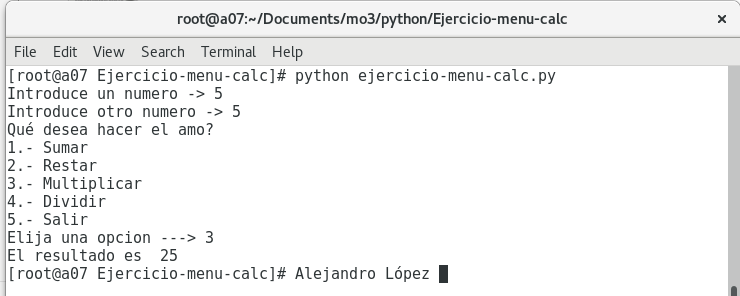 root@a07:~/Documents/mo3/python/Ejercicio-menu-calc
File Edit View Search Terminal Help
[root@a07 Ejercicio-menu-calc]# python ejercicio-menu-calc.py
Introduce un numero -> 5
Introduce otro numero -> 5
Qué desea hacer el amo?
1.- Sumar
2.- Restar
3.- Multiplicar
4.- Dividir
5.- Salir
Elija una opcion ---> 3
El resultado es  25
[root@a07 Ejercicio-menu-calc]# Alejandro López